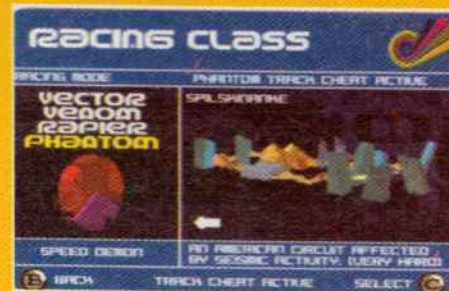 RACING CLASS
RACING MODE
PHANTOM TRACK CHEAT ACTIVE
VECTOR
VENOM
RAPIER
PHANTOM
SPILSKINANKE
SPEED DEMON
AN AMERICAN CIRCUIT AFFECTED
BY SEISMIC ACTIVITY. (VERY HARD)
B BACK
TRACK CHEAT ACTIVE
SELECT C